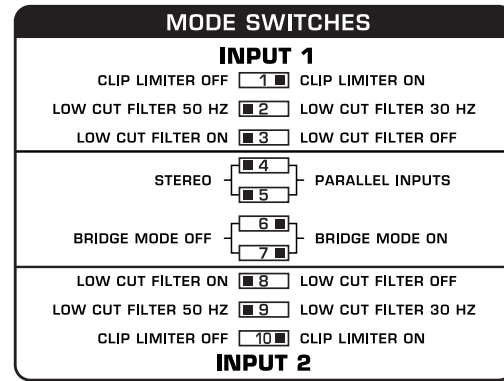 MODE SWITCHES
INPUT 1
CLIP LIMITER OFF 1 CLIP LIMITER ON
LOW CUT FILTER 50 HZ 2 LOW CUT FILTER 30 HZ
LOW CUT FILTER ON 3 LOW CUT FILTER OFF
4
STEREO PARALLEL INPUTS
5
6
BRIDGE MODE OFF BRIDGE MODE ON
7
LOW CUT FILTER ON 8 LOW CUT FILTER OFF
LOW CUT FILTER 50 HZ 9 LOW CUT FILTER 30 HZ
CLIP LIMITER OFF 10 CLIP LIMITER ON
INPUT 2